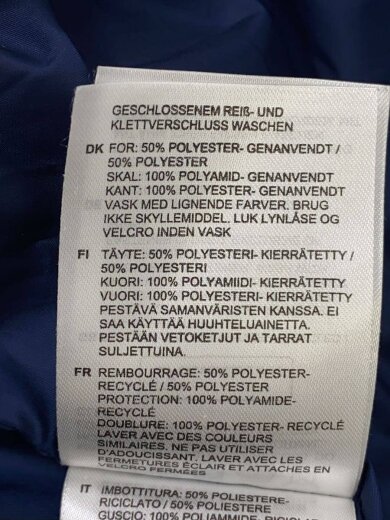 GESCHLOSSENEM REIß- UND
KLETTVERSCHLUSS WASCHEN
DK FOR: 50% POLYESTER- GENANVENDT /
50% POLYESTER
SKAL: 100% POLYAMID- GENANVENDT
KANT: 100% POLYESTER- GENANVENDT
VASK MED LIGNENDE FARVER. BRUG
IKKE SKYLLEMIDDEL. LUK LYNLÅSE OG
VELCRO INDEN VASK
FI TÄYTE: 50% POLYESTERI- KIERRÄTETTY /
50% POLYESTERI
KUORI: 100% POLYAMIIDI- KIERRÄTETTY
VUORI: 100% POLYESTERI- KIERRÄTETTY
PESTÄVÄ SAMANVÄRISTEN KANSSA. EI
SAA KÄYTTÄÄ HUUHTELUAINETTA.
PESTÄÄN VETOKETJUT JA TARRAT
SULJETTUINA.
FR REMBOURRAGE: 50% POLYESTER-
RECYCLÉ / 50% POLYESTER
PROTECTION: 100% POLYAMIDE-
RECYCLÉ
DOUBLURE: 100% POLYESTER- RECYCLÉ
LAVER AVEC DES COULEURS
SIMILAIRES. NE PAS UTILISER
D'ADOUCISSANT. LAVER AVEC LES
FERMETURES ÉCLAIR ET ATTACHES EN
VELCRO FERMÉES
IT IMBOTTITURA: 50% POLIESTERE-
RICICLATO / 50% POLIESTERE
GUSCIO: 100% POLIAMMIDE- RICICL